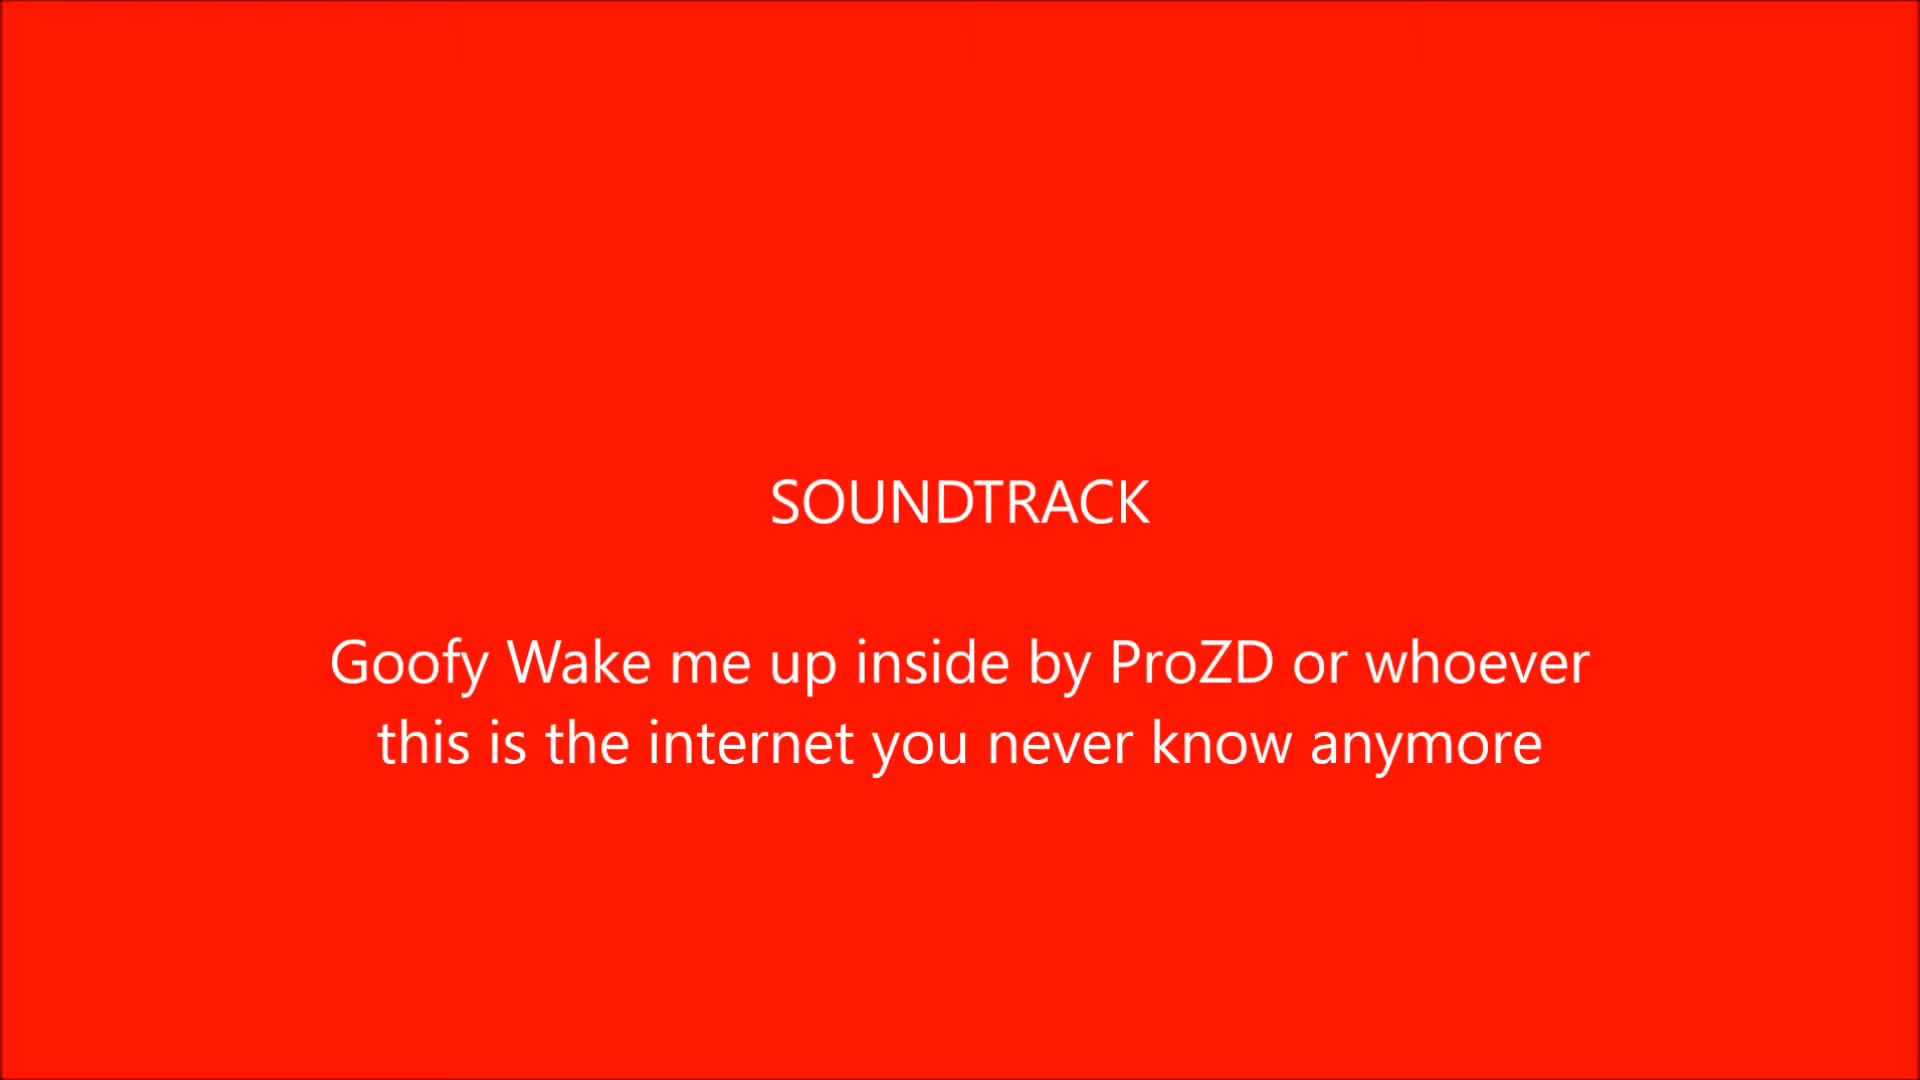 SOUNDTRACK
Goofy Wake me up inside by ProZD or whoever
this is the internet you never know anymore